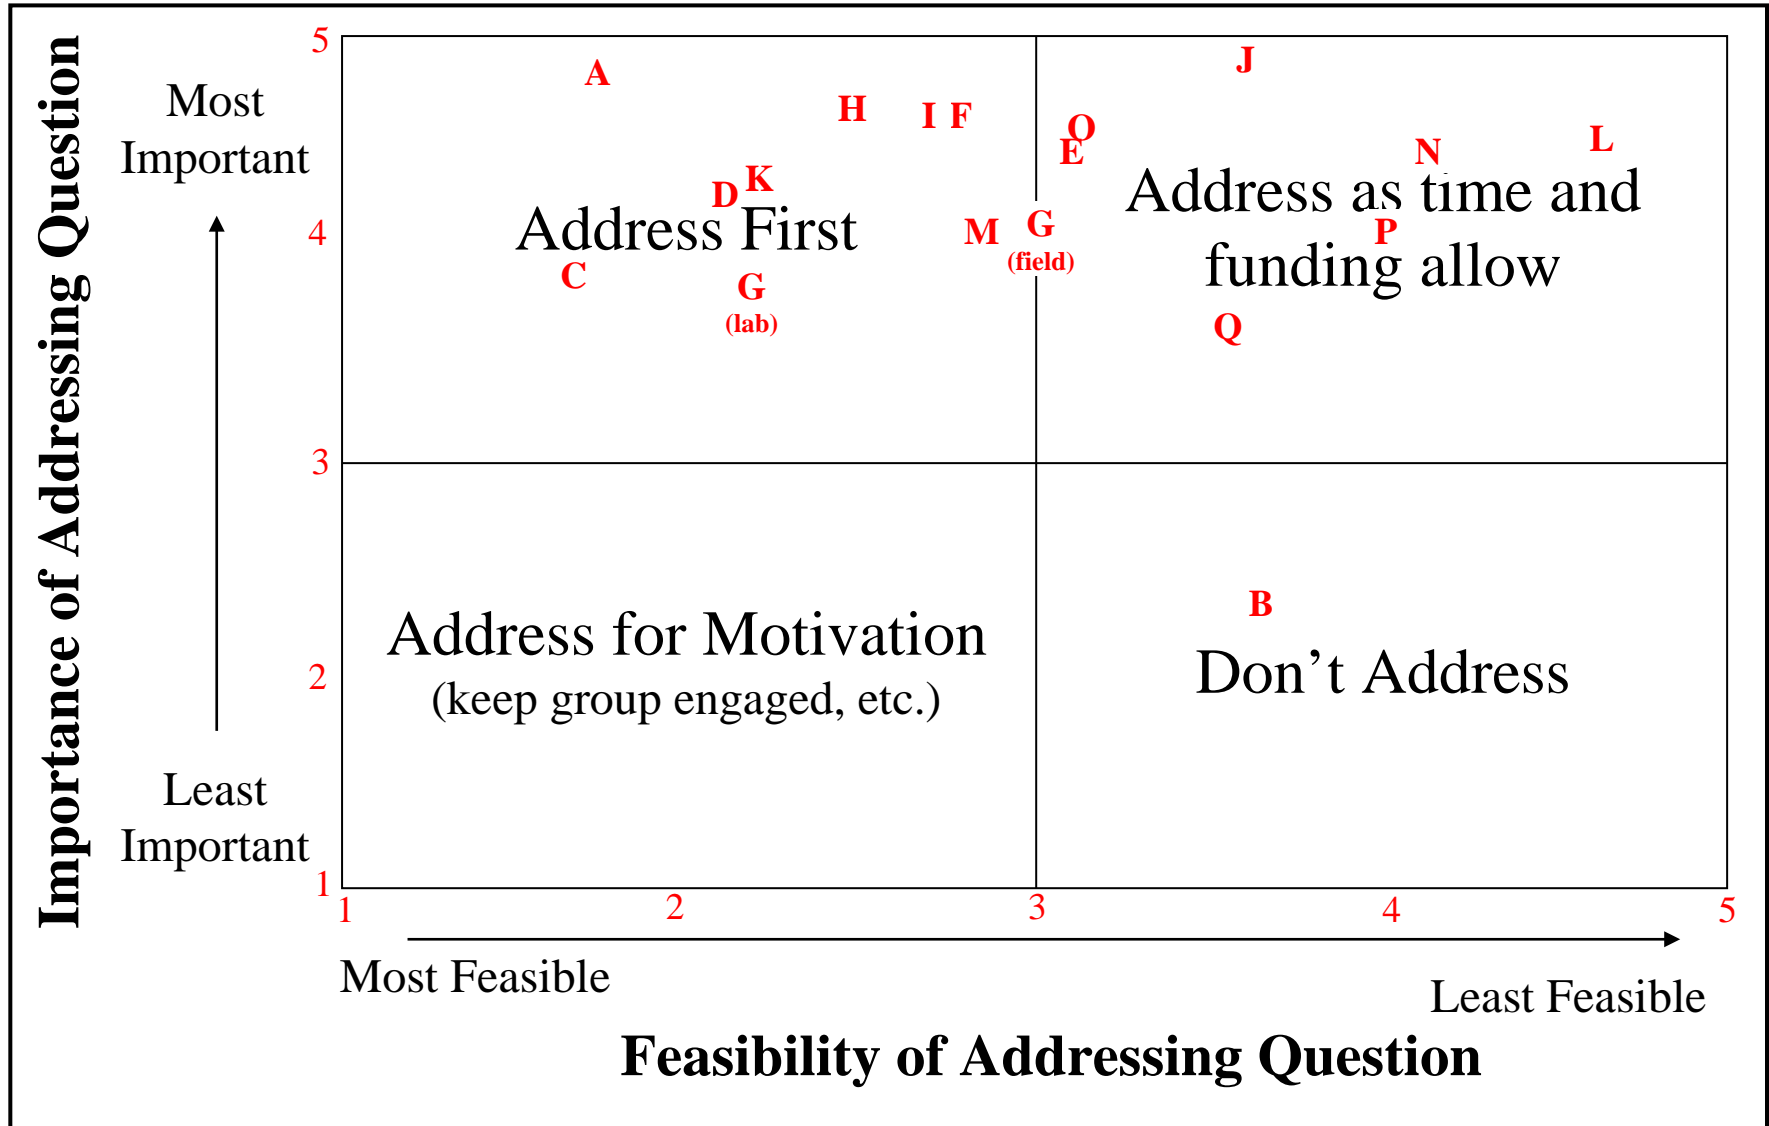 Importance of Addressing Question
Most
Important
Least
Important
5
4
3
2
1
A
H
I
F
D
K
Address First
C
G
(lab)
M
G
(field)
J
O
E
N
L
Address as time and
P
funding allow
Q
Address for Motivation
(keep group engaged, etc.)
B
Don’t Address
1
2
3
4
5
Most Feasible
Least Feasible
Feasibility of Addressing Question